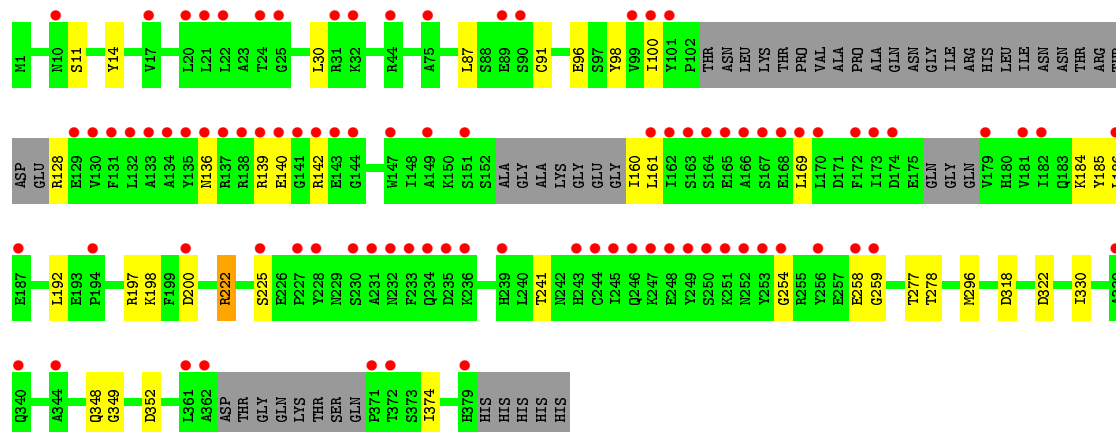 M1 N10 S11 Y14 V17 L20 L21 L22 A23 T24 G25 L30 R31 K32 R44 A75 L87 S88 E89 S90 C91 E96 S97 Y98 V99 I100 Y101 P102 THR ASN LEU LYS THR PRO VAL ALA PRO ALA GLN ASN GLY ILE ARG HIS LEU ILE ASN ASN THR ARG
ASP GLU R128 E129 V130 F131 L132 A133 A134 Y135 N136 R137 R138 R139 E140 G141 R142 E143 G144 W147 I148 A149 K150 S151 S152 ALA GLY ALA LYS GLY GLU GLY I160 L161 I162 S163 S164 E165 A166 S167 E168 L169 L170 D171 F172 I173 D174 E175 GLN GLY GLN V179 H180 V181 I182 Q183 K184 Y185 L186
E187 L192 E193 P194 R197 K198 F199 D200 R222 S225 E226 P227 Y228 N229 S230 A231 N232 F233 Q234 D235 K236 H239 L240 T241 N242 H243 C244 I245 Q246 K247 E248 Y249 S250 K251 N252 Y253 G254 R255 Y256 E257 E258 G259 T277 T278 M296 D318 D322 I330 A339
Q340 A344 Q348 G349 D352 L361 A362 ASP THR GLY GLN LYS THR SER GLN P371 T372 S373 I374 H379 HIS HIS HIS HIS HIS